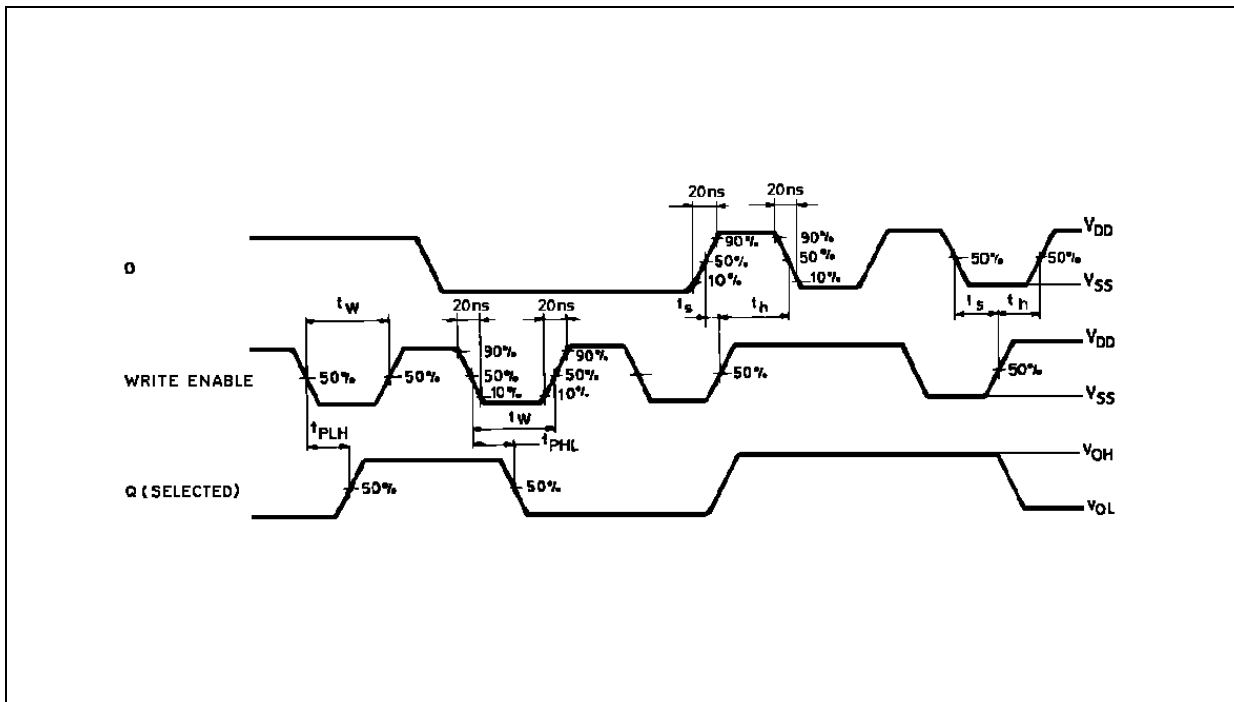 20ns 20ns
90% 90% VDD
D 50% 50% 50% 50%
10% 10% VSS
tW 20ns 20ns ts th ts th
90% 90% VDD
WRITE ENABLE 50% 50% 50% 50% 50% 50%
10% 10% VSS
tW
tPLH tPHL
VOH
Q (SELECTED) 50% 50%
VOL